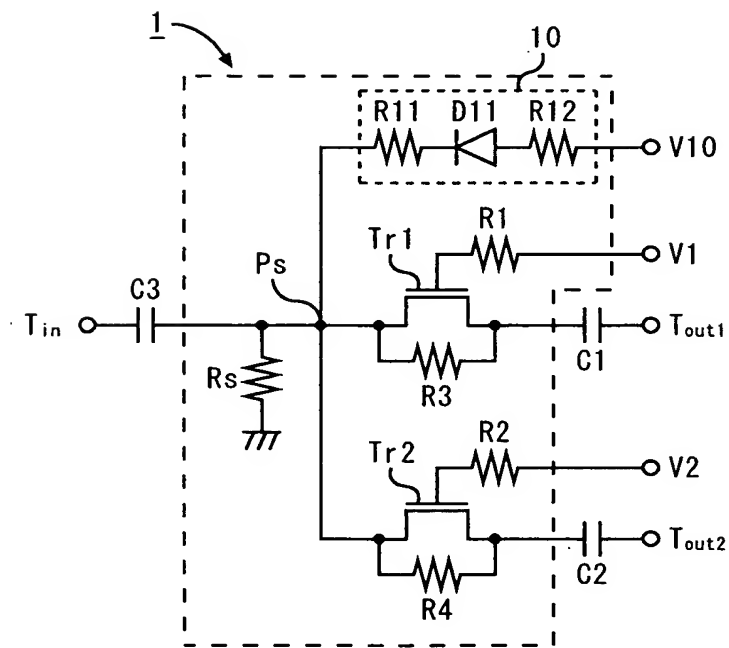 1
10
R11 D11 R12
V10
R1
Tr1
V1
Ps
C3
Tin
Tout1
C1
Rs
R3
R2
Tr2
V2
Tout2
C2
R4